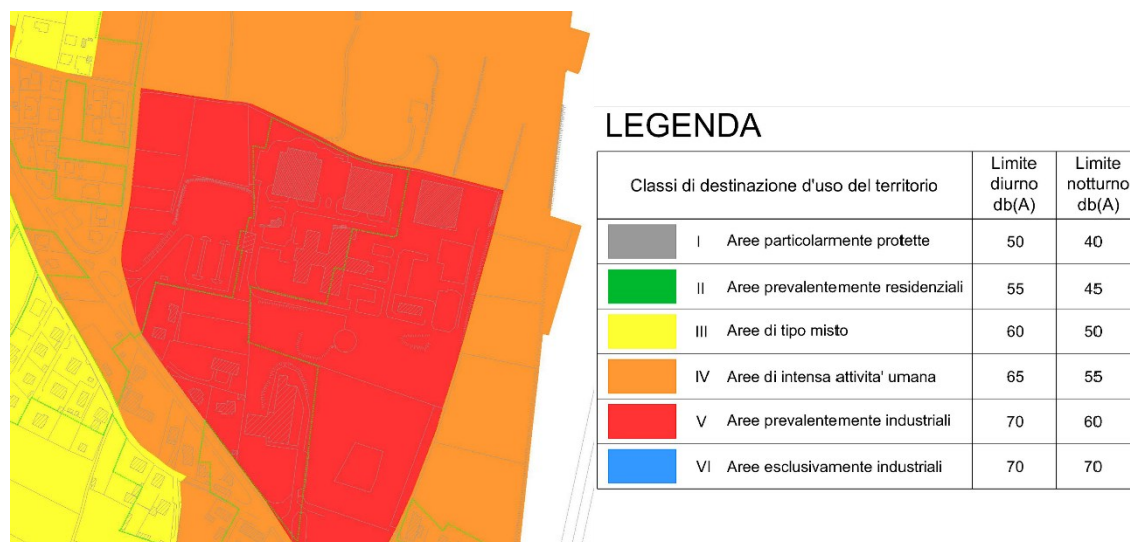 LEGENDA
Classi di destinazione d'uso del territorio
Limite
diurno
db(A)
Limite
notturno
db(A)
I Aree particolarmente protette 50 40
II Aree prevalentemente residenziali 55 45
III Aree di tipo misto 60 50
IV Aree di intensa attivita' umana 65 55
V Aree prevalentemente industriali 70 60
VI Aree esclusivamente industriali 70 70